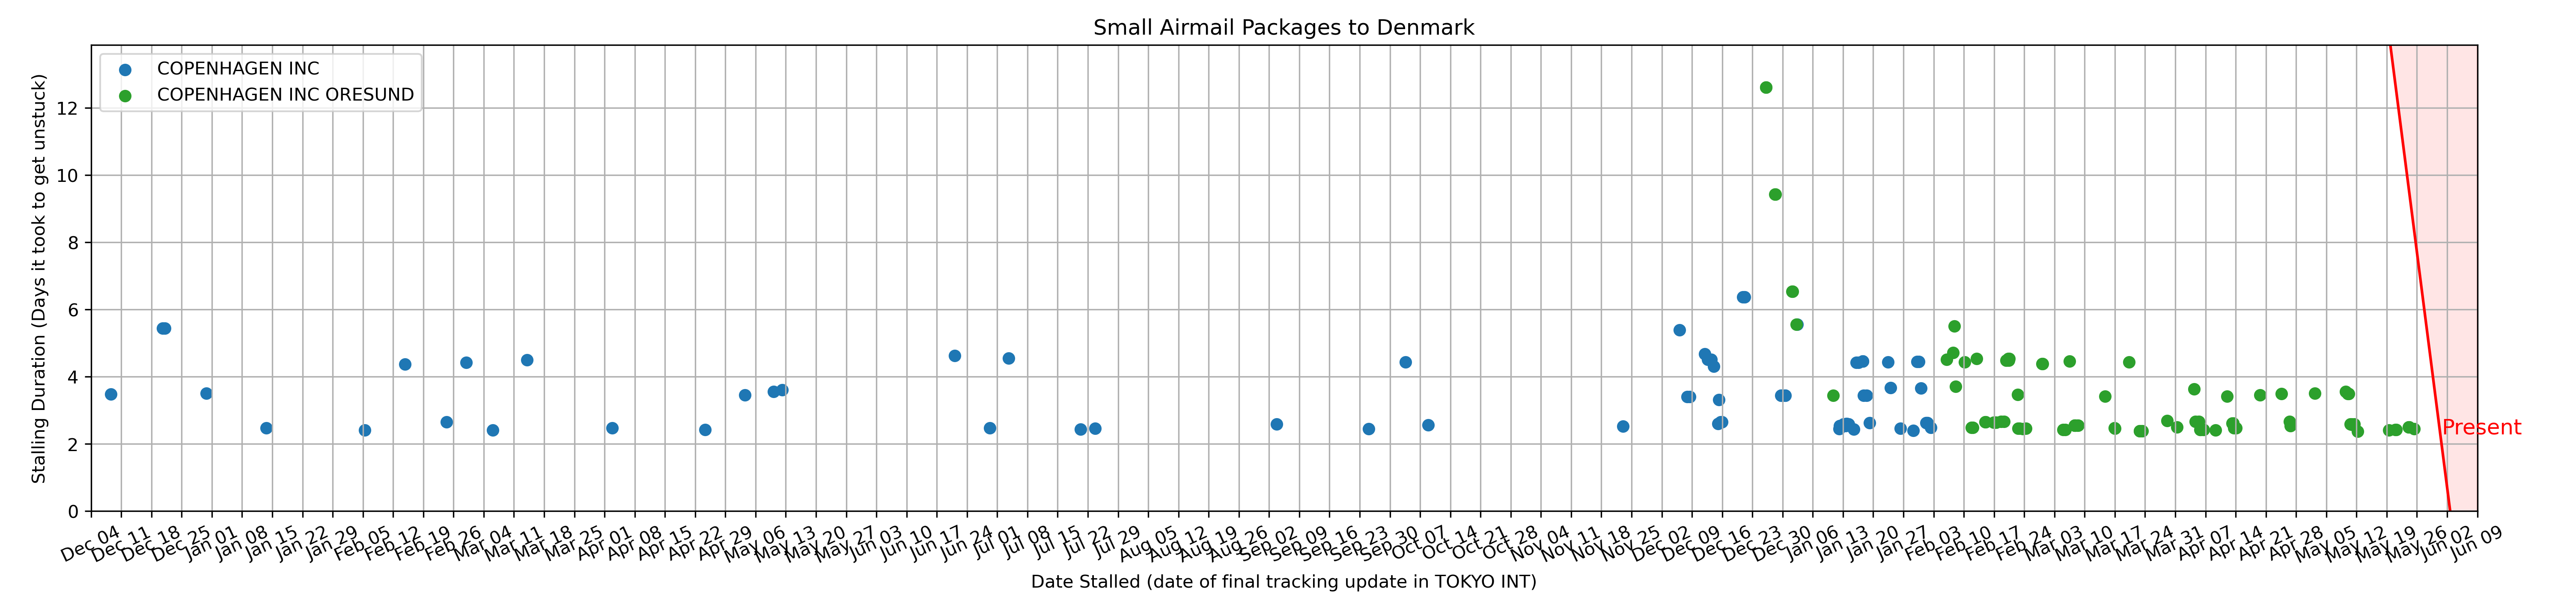 Small Airmail Packages to Denmark
COPENHAGEN INC
COPENHAGEN INC ORESUND
Stalling Duration (Days it took to get unstuck)
12
10
8
6
4
2
0
Present
Dec 04
Dec 11
Dec 18
Dec 25
Jan 01
Jan 08
Jan 15
Jan 22
Jan 29
Feb 05
Feb 12
Feb 19
Feb 26
Mar 04
Mar 11
Mar 18
Mar 25
Apr 01
Apr 08
Apr 15
Apr 22
Apr 29
May 06
May 13
May 20
May 27
Jun 03
Jun 10
Jun 17
Jun 24
Jul 01
Jul 08
Jul 15
Jul 22
Jul 29
Aug 05
Aug 12
Aug 19
Aug 26
Sep 02
Sep 09
Sep 16
Sep 23
Sep 30
Oct 07
Oct 14
Oct 21
Oct 28
Nov 04
Nov 11
Nov 18
Nov 25
Dec 02
Dec 09
Dec 16
Dec 23
Dec 30
Jan 06
Jan 13
Jan 20
Jan 27
Feb 03
Feb 10
Feb 17
Feb 24
Mar 03
Mar 10
Mar 17
Mar 24
Mar 31
Apr 07
Apr 14
Apr 21
Apr 28
May 05
May 12
May 19
May 26
Jun 02
Jun 09
Date Stalled (date of final tracking update in TOKYO INT)